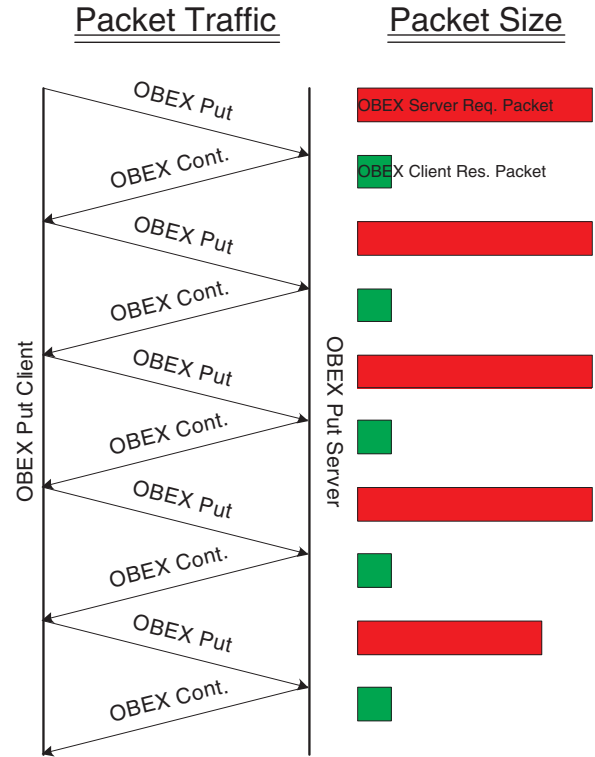 Packet Traffic
Packet Size
OBEX Put
OBEX Server Req. Packet
OBEX Cont.
OBEX Client Res. Packet
OBEX Put
OBEX Cont.
OBEX Put
OBEX Cont.
OBEX Put
OBEX Cont.
OBEX Put
OBEX Cont.
OBEX Put Client
OBEX Put Server